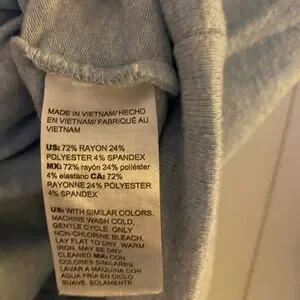 MADE IN VIETNAM/ HECHO
EN VIETNAM/ FABRIQUÉ AU
VIETNAM
US: 72% RAYON 24%
POLYESTER 4% SPANDEX
MX: 72% rayón 24% poliéster
4% elastano CA: 72%
RAYONNE 24% POLYESTER
4% SPANDEX
US: WITH SIMILAR COLORS.
MACHINE WASH COLD,
GENTLE CYCLE. ONLY
NON-CHLORINE BLEACH.
LAY FLAT TO DRY. WARM
IRON. MAY BE DRY
CLEANED MX: CON
COLORES SIMILARES
LAVAR A MÁQUINA CON
AGUA FRÍA EN CICLO
SUAVE. SOLAMENTE